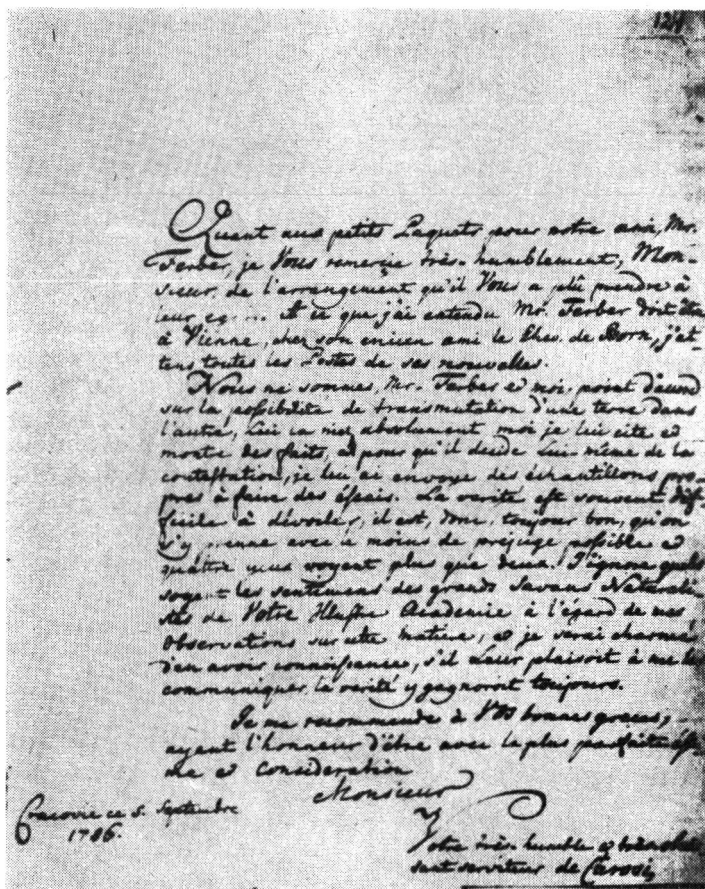 124
Quant aux petits Paquets pour notre ami, Mr.
Ferber, je Vous remercie très-humblement, Mon-
sieur de l'arrangement qu'il Vous a plû prendre à
leur eg... A ce que j'ai entendu Mr. Ferber doit être
à Vienne, chez son ancien ami le Chev. de Born, j'at
tens toutes les Postes de ses nouvelles.
Nous ne sommes, Mr. Ferber et moi, point d'accord
sur la possibilité de transmutation d'une terre dans
l'autre, Lui la nie absolument, moi je lui cite et
montre des faits, et pour qu'il decide Lui-même de la
contestation, je lui ai envoyé des échantillons pro-
pres à faire des éssais. La verité est souvent dif-
ficile à dévoiler, il est, donc, toujour bon, qu'on
s'y prenne avec le moins de prejugé possible et
quatre yeux voyent plus que deux. J'ignore quels
soyent les sentimens des grands Savans Naturali-
stes de Votre Illustre Academie à l'égard de mes
Observations sur cette matiere, et je serai charmé
d'en avoir connoissance, s'il Leur plaisoit à me les
communiquer, la verité y gagneroit toujours.
Je me recommende à Vos bonnes graces,
ayant l'honneur d'être avec la plus parfaite esti
me et consideration
Monsieur
Cracovie ce 5. Septembre
1786.
Votre très-humble et très obeis
sant serviteur de Carosi